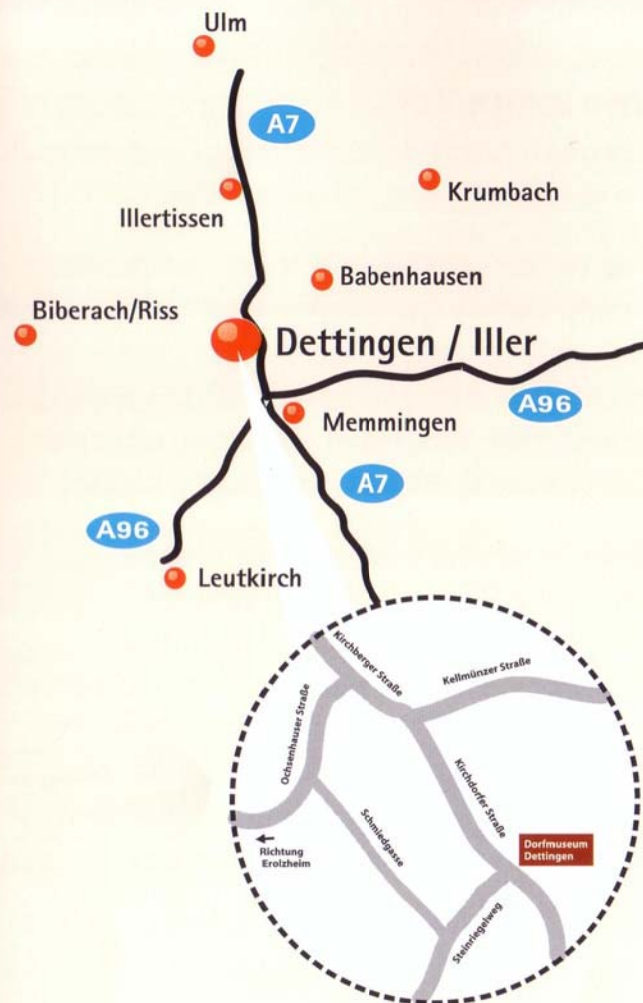 Ulm
A7
Krumbach
Illertissen
Babenhausen
Biberach/Riss
Dettingen / Iller
A96
Memmingen
A7
A96
Leutkirch
Kirchberger Straße
Kellmünzer Straße
Ochsenhauser Straße
Kirchdorfer Straße
Schmiedgasse
Richtung
Erolzheim
Dorfmuseum
Dettingen
Steinriegelweg